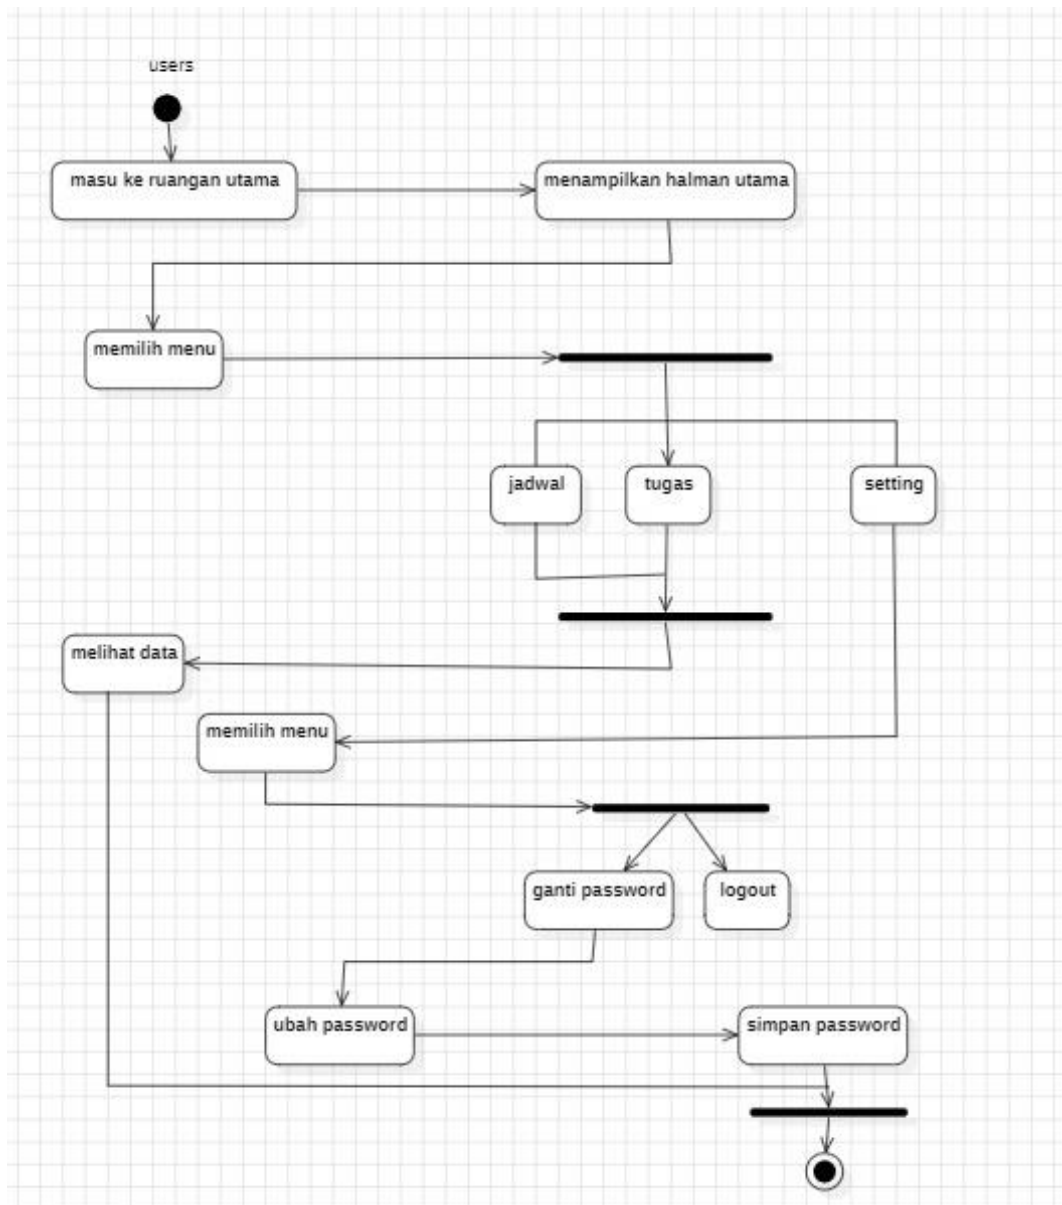 users
masu ke ruangan utama
menampilkan halman utama
memilih menu
jadwal
tugas
setting
melihat data
memilih menu
ganti password
logout
ubah password
simpan password